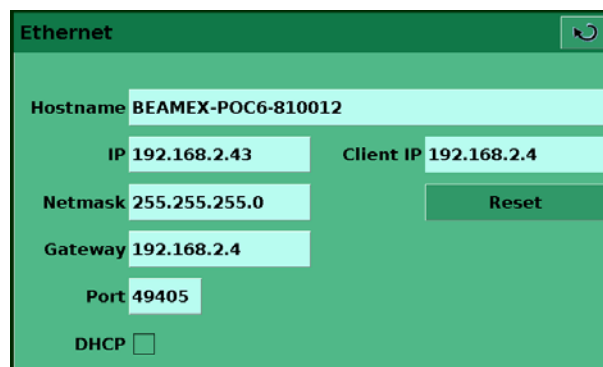 Ethernet
Hostname BEAMEX-POC6-810012
IP 192.168.2.43 Client IP 192.168.2.4
Netmask 255.255.255.0 Reset
Gateway 192.168.2.4
Port 49405
DHCP